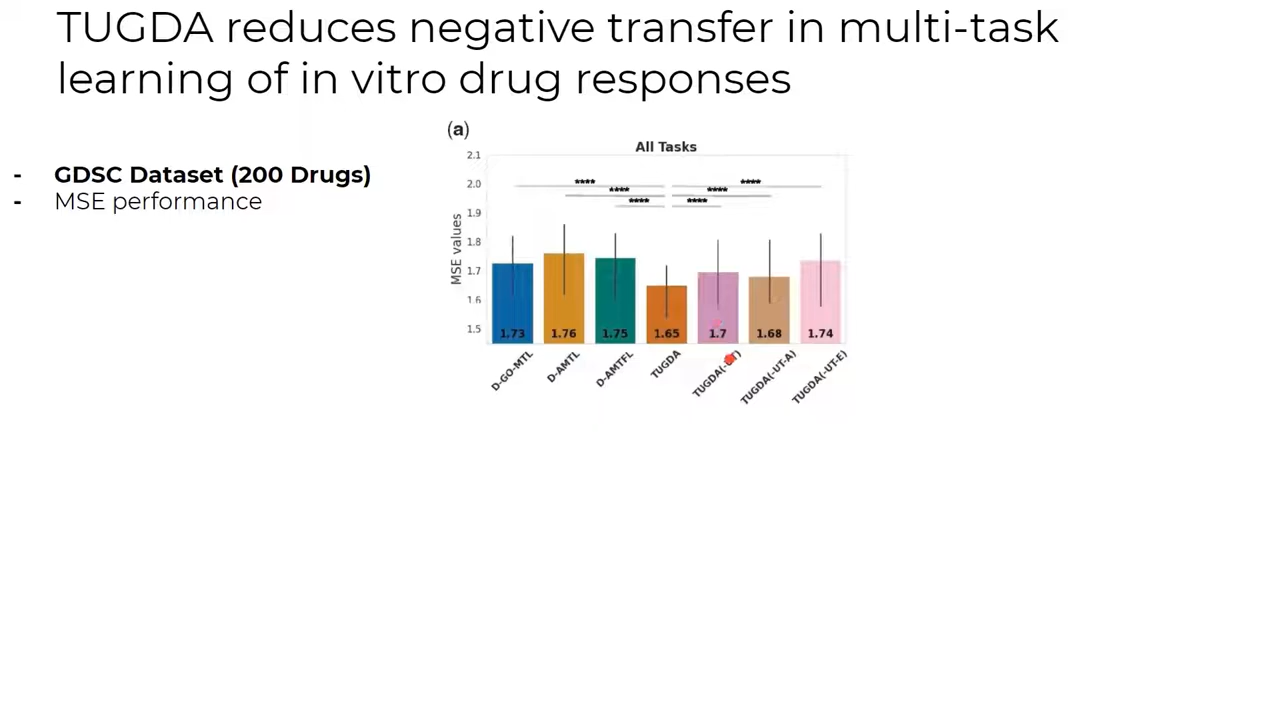 TUGDA reduces negative transfer in multi-task
learning of in vitro drug responses
- GDSC Dataset (200 Drugs)
- MSE performance
(a)
All Tasks
MSE values
2.1
2.0
1.9
1.8
1.7
1.6
1.5
**** ****
**** ****
**** ****
1.73 1.76 1.75 1.65 1.7 1.68 1.74
D-GO-MTL D-AMTL D-AMTFL TUGDA TUGDA(-UT) TUGDA(-UT-A) TUGDA(-UT-E)